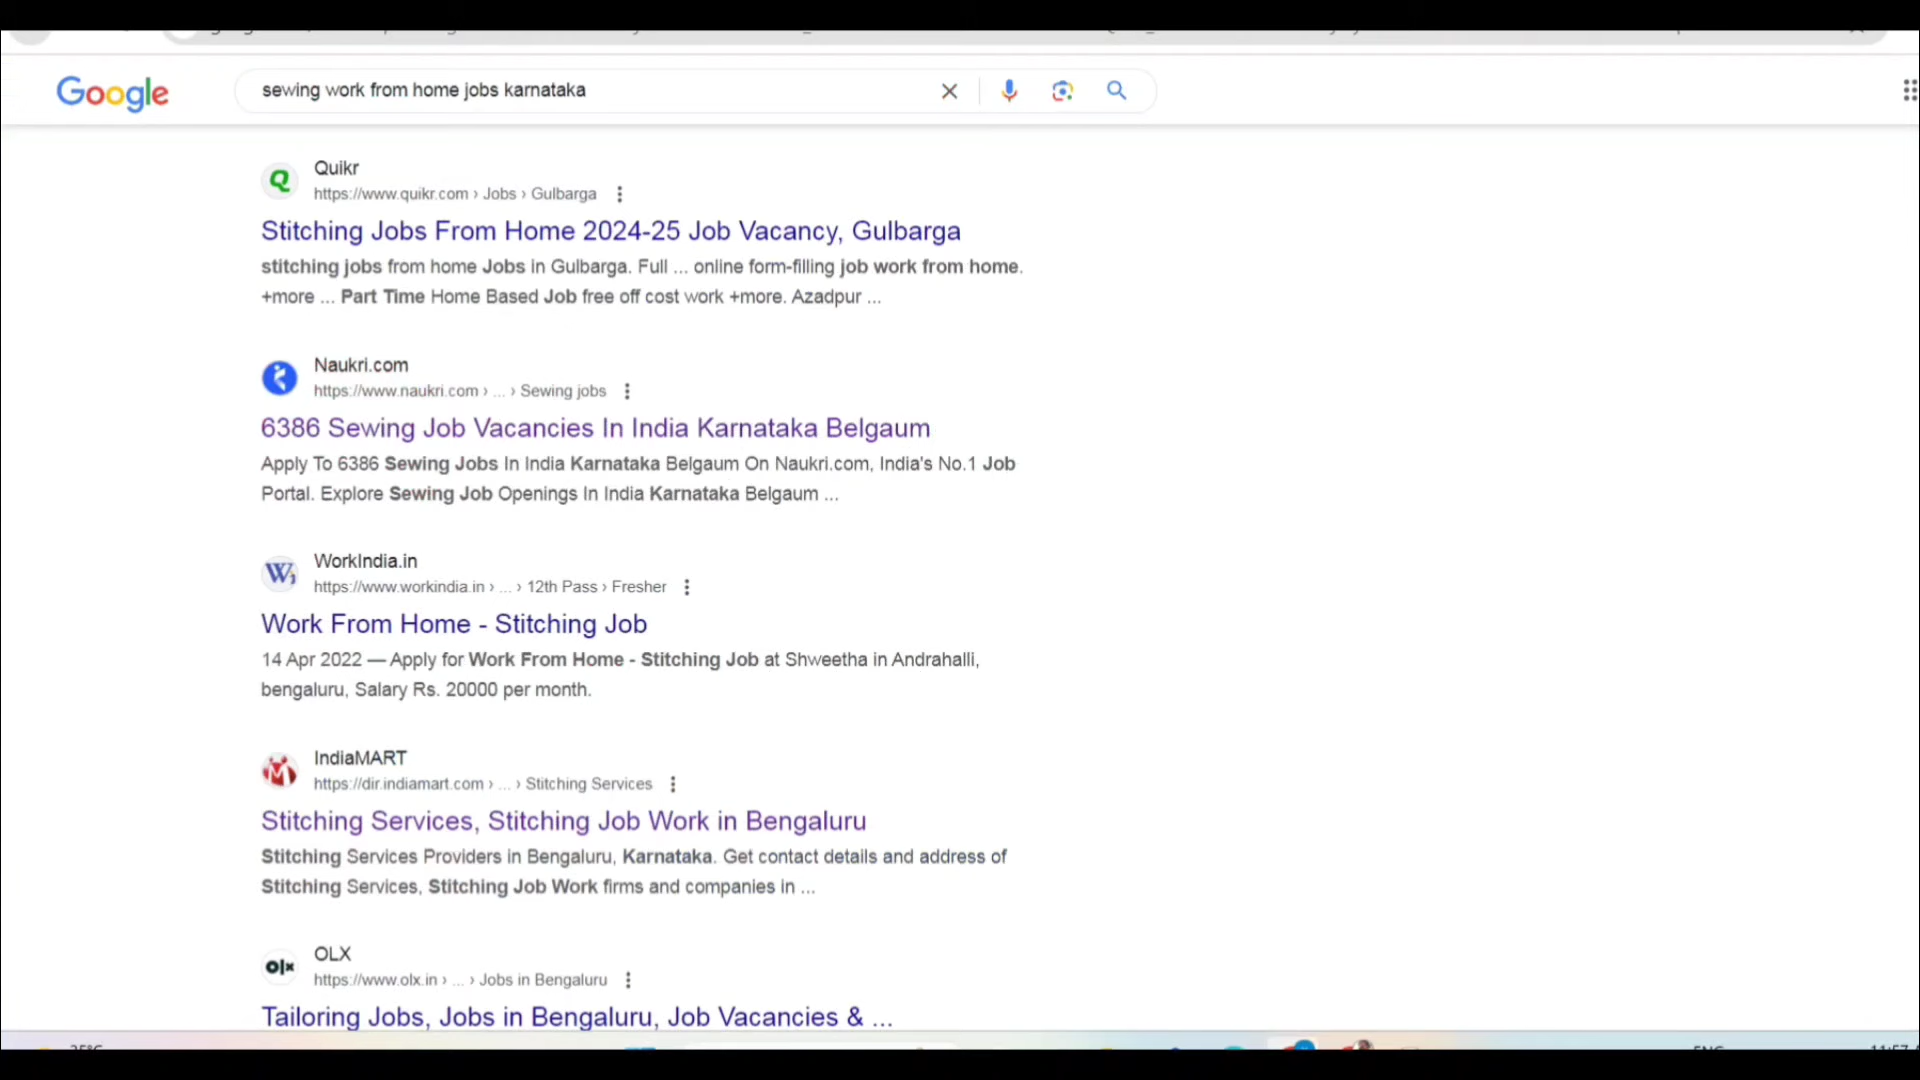 Google
sewing work from home jobs karnataka
Quikr
https://www.quikr.com › Jobs › Gulbarga
Stitching Jobs From Home 2024-25 Job Vacancy, Gulbarga
stitching jobs from home Jobs in Gulbarga. Full ... online form-filling job work from home.
+more ... Part Time Home Based Job free off cost work +more. Azadpur ...
Naukri.com
https://www.naukri.com › ... › Sewing jobs
6386 Sewing Job Vacancies In India Karnataka Belgaum
Apply To 6386 Sewing Jobs In India Karnataka Belgaum On Naukri.com, India's No.1 Job
Portal. Explore Sewing Job Openings In India Karnataka Belgaum ...
WorkIndia.in
https://www.workindia.in › ... › 12th Pass › Fresher
Work From Home - Stitching Job
14 Apr 2022 — Apply for Work From Home - Stitching Job at Shweetha in Andrahalli,
bengaluru, Salary Rs. 20000 per month.
IndiaMART
https://dir.indiamart.com › ... › Stitching Services
Stitching Services, Stitching Job Work in Bengaluru
Stitching Services Providers in Bengaluru, Karnataka. Get contact details and address of
Stitching Services, Stitching Job Work firms and companies in ...
OLX
olx
https://www.olx.in › ... › Jobs in Bengaluru
Tailoring Jobs, Jobs in Bengaluru, Job Vacancies & ...